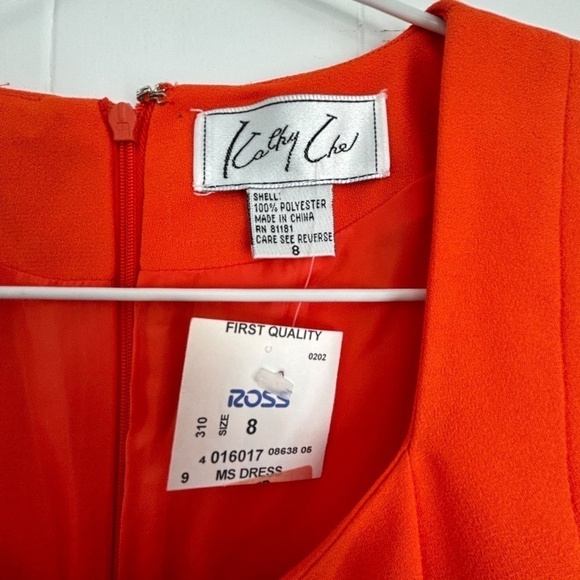 Kathy Che
SHELL:
100% POLYESTER
MADE IN CHINA
RN 81181
CARE SEE REVERSE
8
FIRST QUALITY
0202
ROSS
310
SIZE
8
4 016017 08638 05
9 MS DRESS